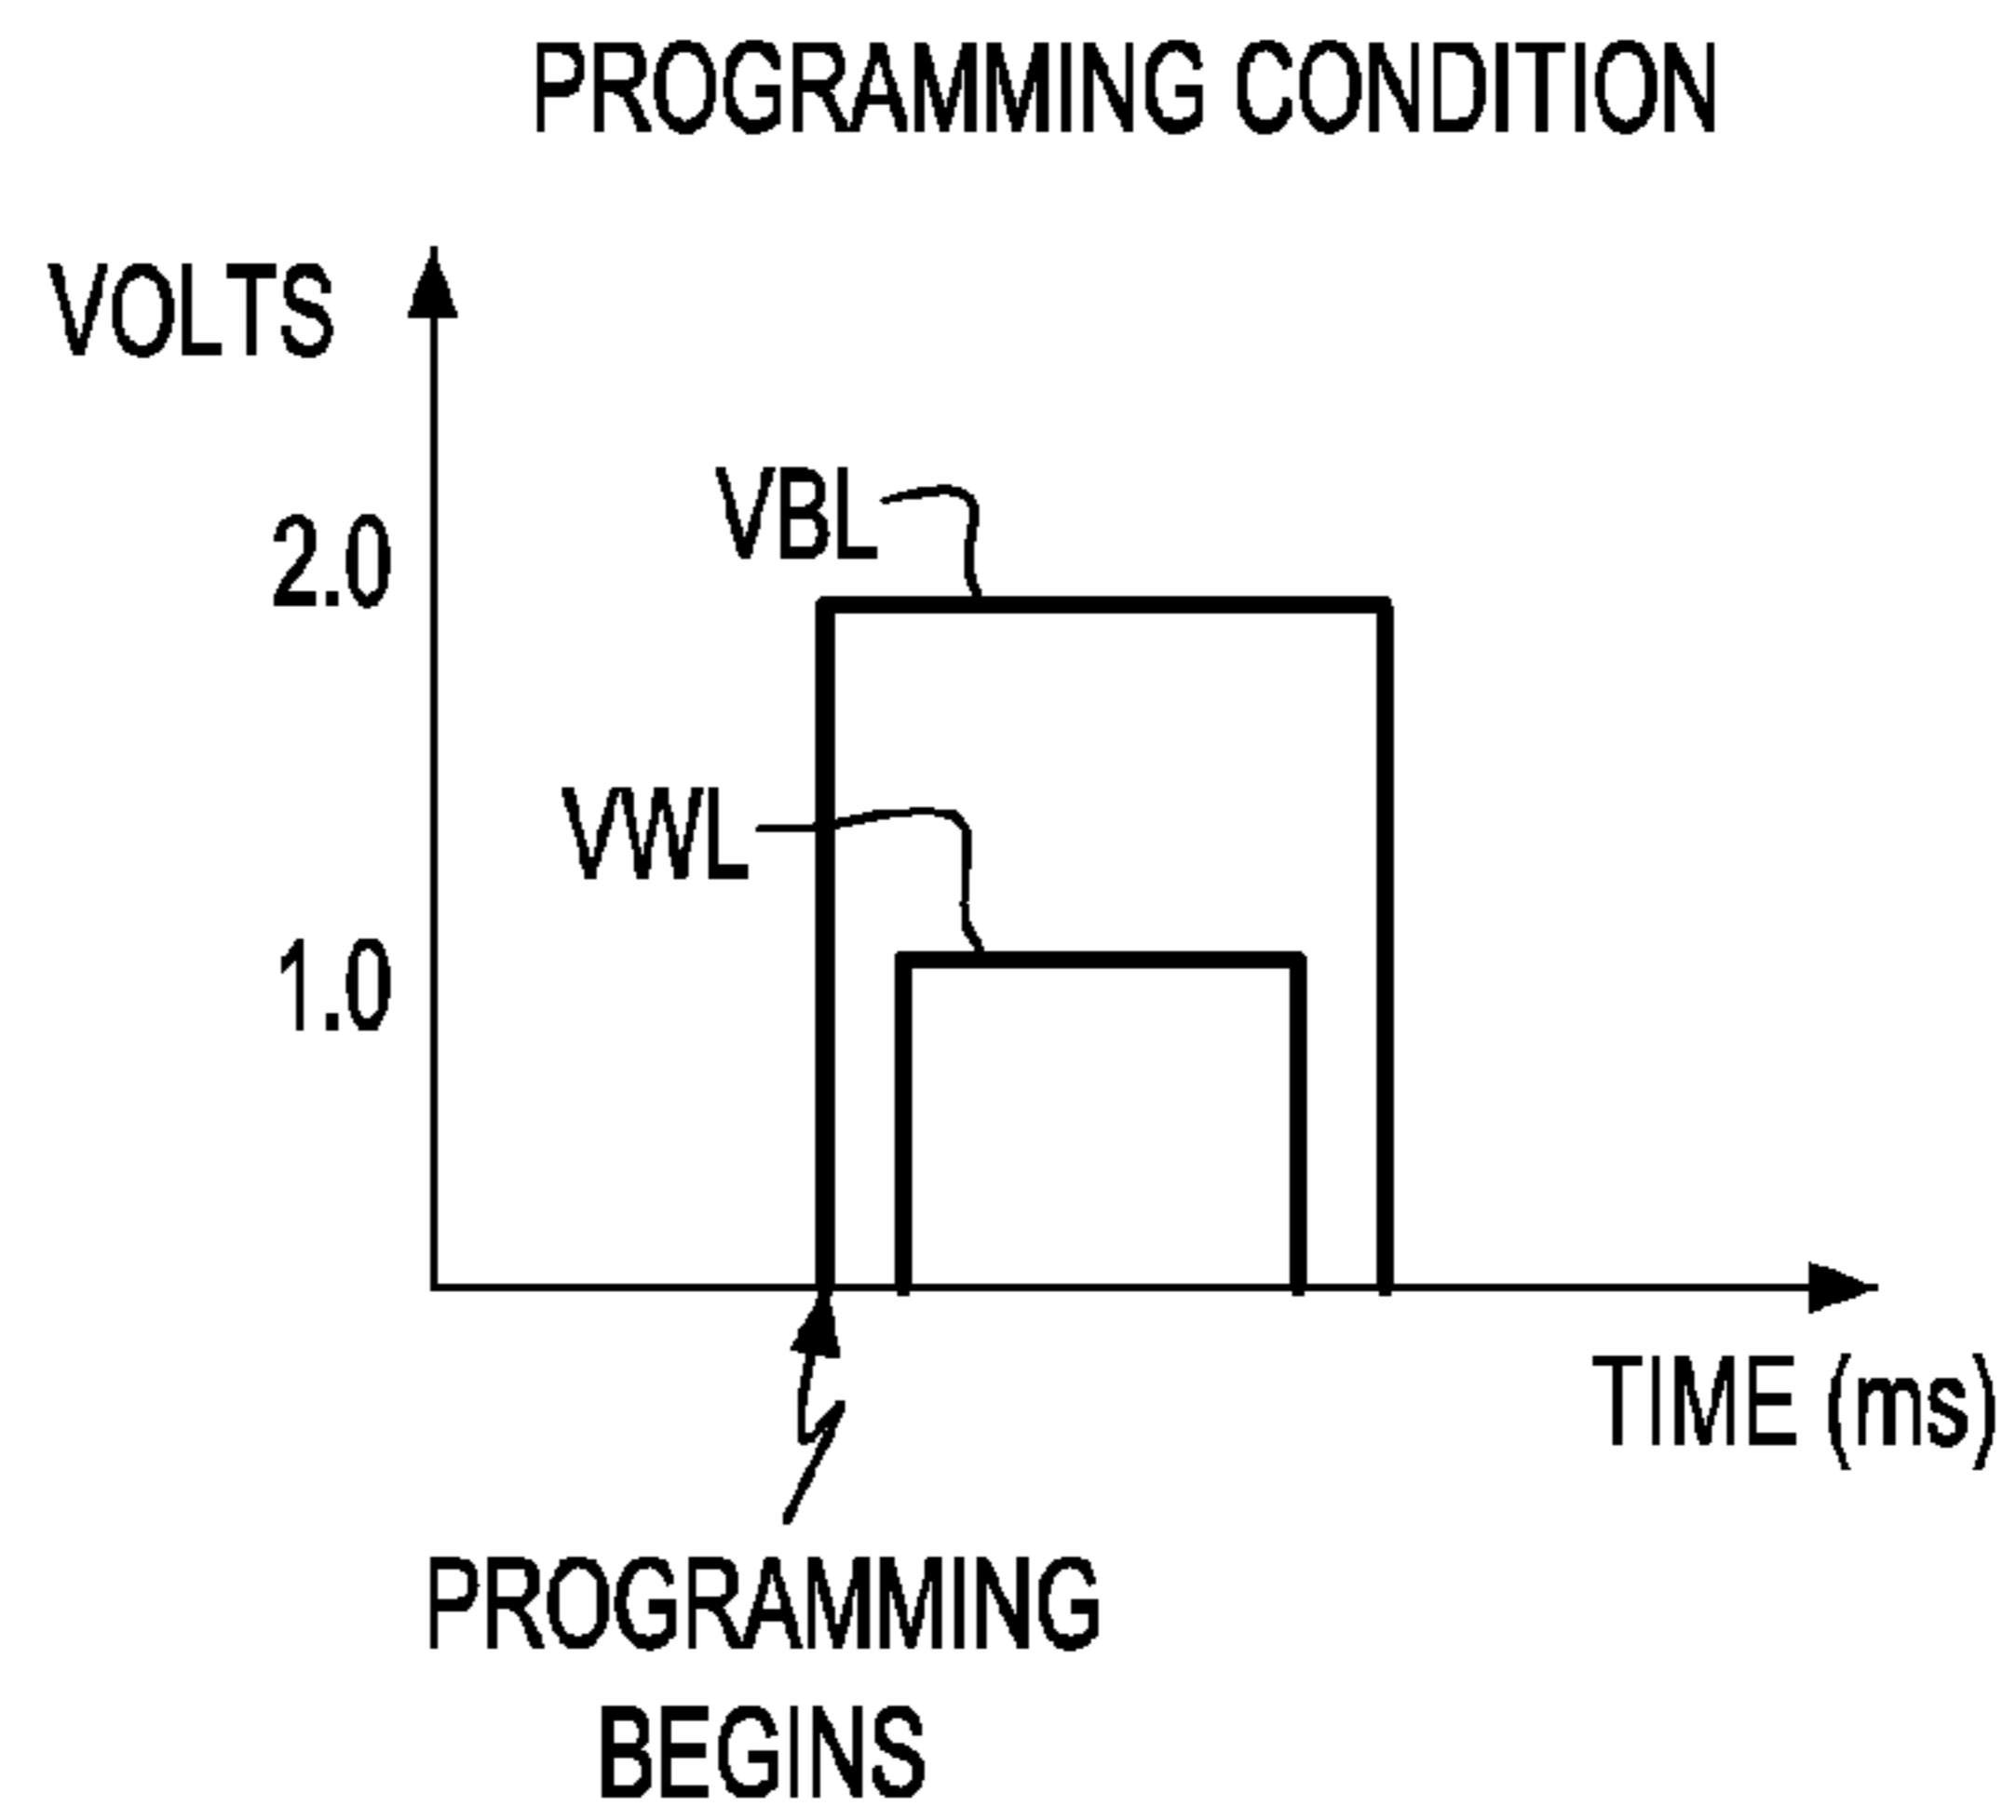 PROGRAMMING CONDITION
VOLTS
VBL
2.0
VWL
1.0
TIME (ms)
PROGRAMMING
BEGINS